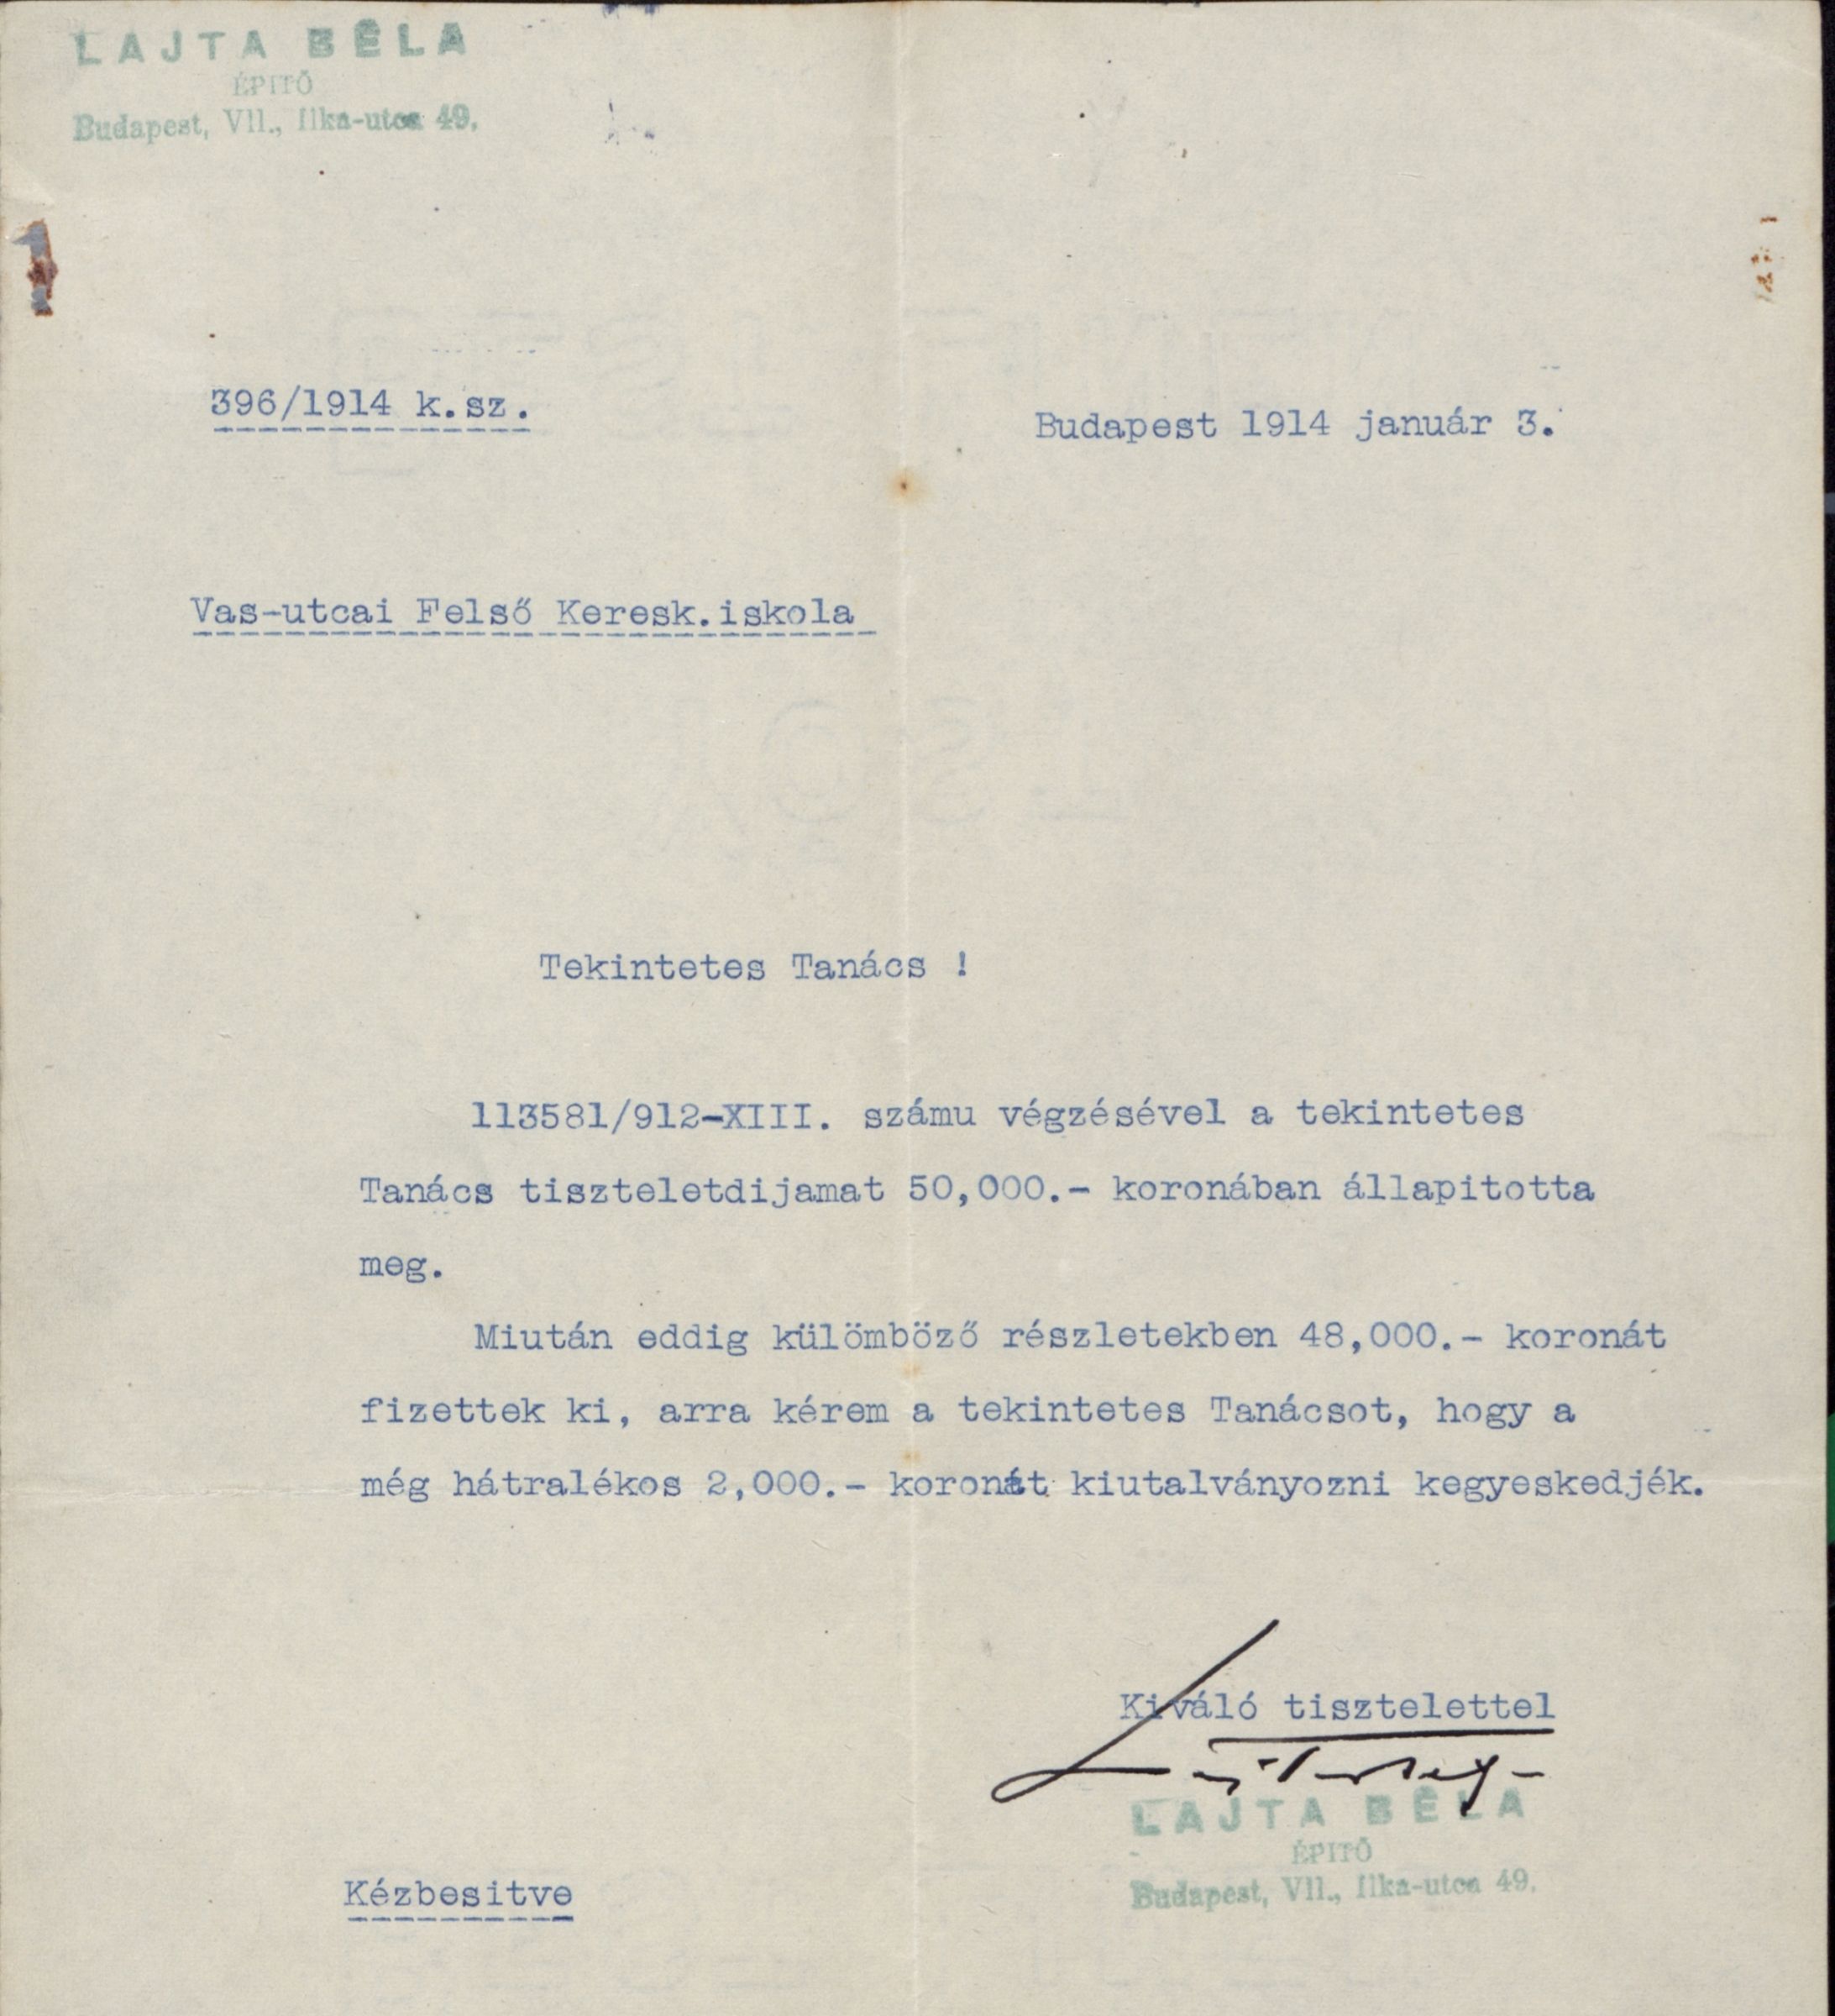 LAJTA BÉLA
ÉPITŐ
Budapest, VII., Ilka-utca 49.
396/1914 k.sz.
Budapest 1914 január 3.
Vas-utcai Felső Keresk.iskola
Tekintetes Tanács !
113581/912-XIII. számu végzésével a tekintetes
Tanács tiszteletdijamat 50,000.- koronában állapitotta
meg.
Miután eddig külömböző részletekben 48,000.- koronát
fizettek ki, arra kérem a tekintetes Tanácsot, hogy a
még hátralékos 2,000.- koronát kiutalványozni kegyeskedjék.
Kiváló tisztelettel
Lajta Béla
LAJTA BÉLA
ÉPITŐ
Budapest, VII., Ilka-utca 49.
Kézbesitve